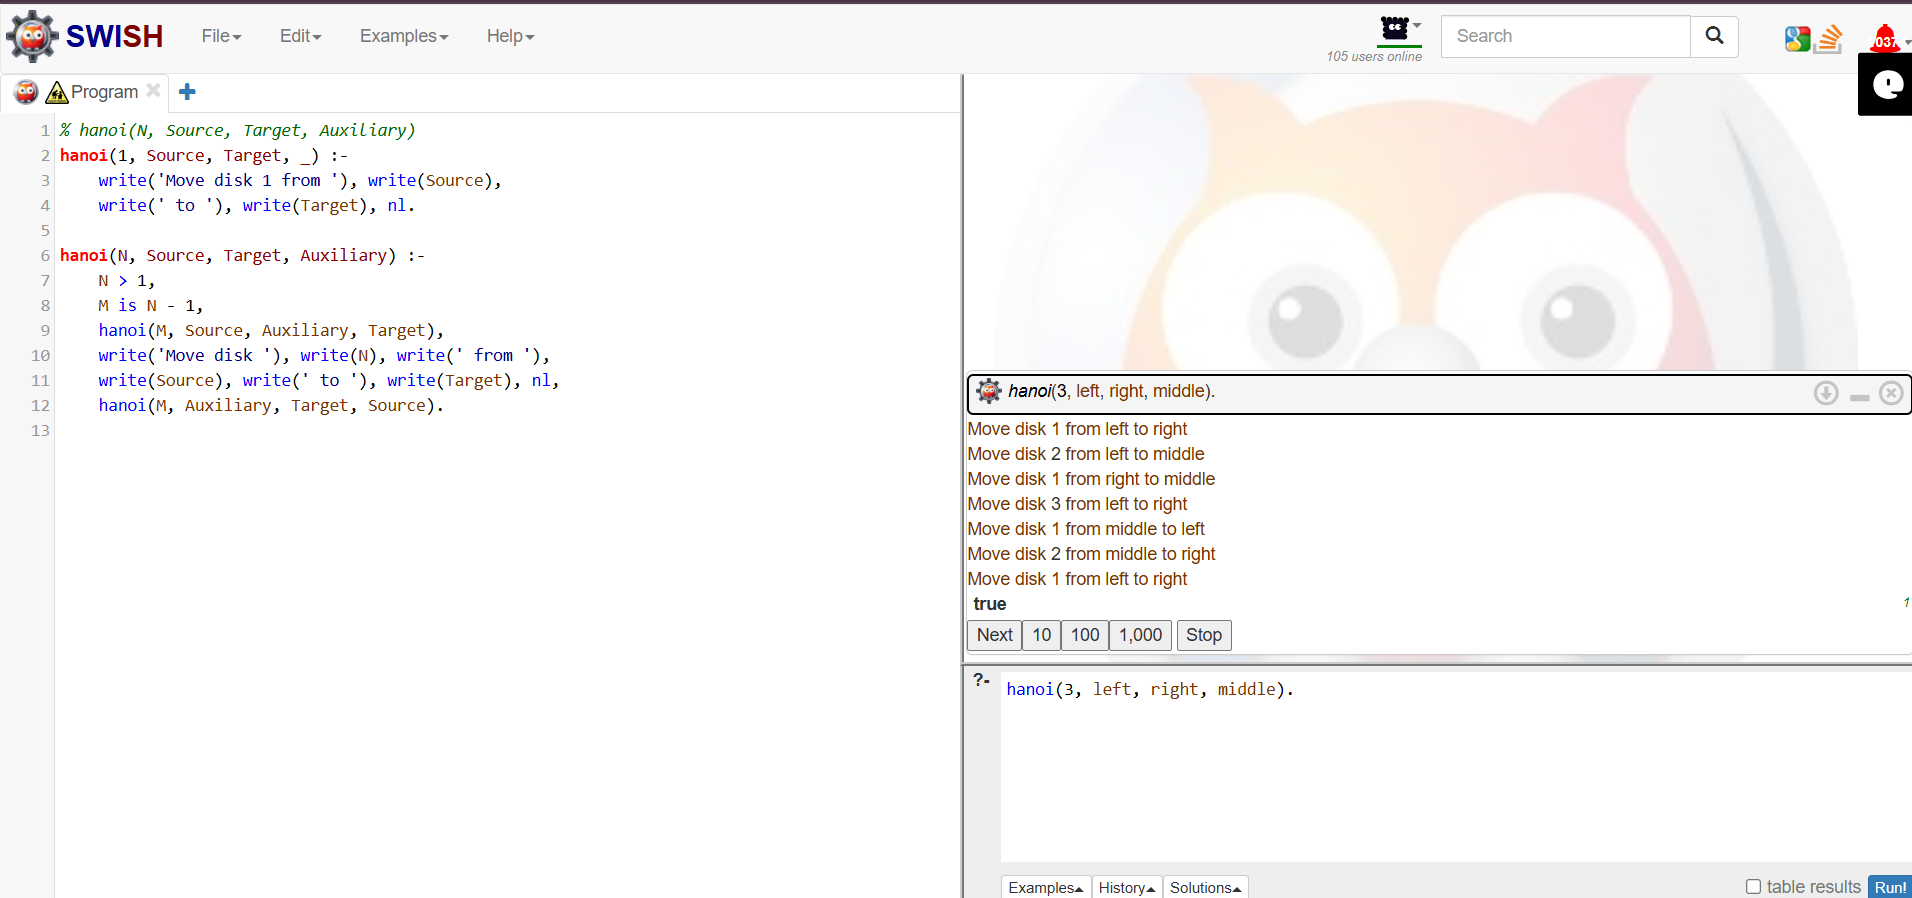 SWISH File Edit Examples Help 105 users online Search 037
Program
1 % hanoi(N, Source, Target, Auxiliary)
2 hanoi(1, Source, Target, _) :-
3 write('Move disk 1 from '), write(Source),
4 write(' to '), write(Target), nl.
5
6 hanoi(N, Source, Target, Auxiliary) :-
7 N > 1,
8 M is N - 1,
9 hanoi(M, Source, Auxiliary, Target),
10 write('Move disk '), write(N), write(' from '),
11 write(Source), write(' to '), write(Target), nl,
12 hanoi(M, Auxiliary, Target, Source).
13
hanoi(3, left, right, middle).
Move disk 1 from left to right
Move disk 2 from left to middle
Move disk 1 from right to middle
Move disk 3 from left to right
Move disk 1 from middle to left
Move disk 2 from middle to right
Move disk 1 from left to right
true 1
Next 10 100 1,000 Stop
?- hanoi(3, left, right, middle).
Examples History Solutions table results Run!